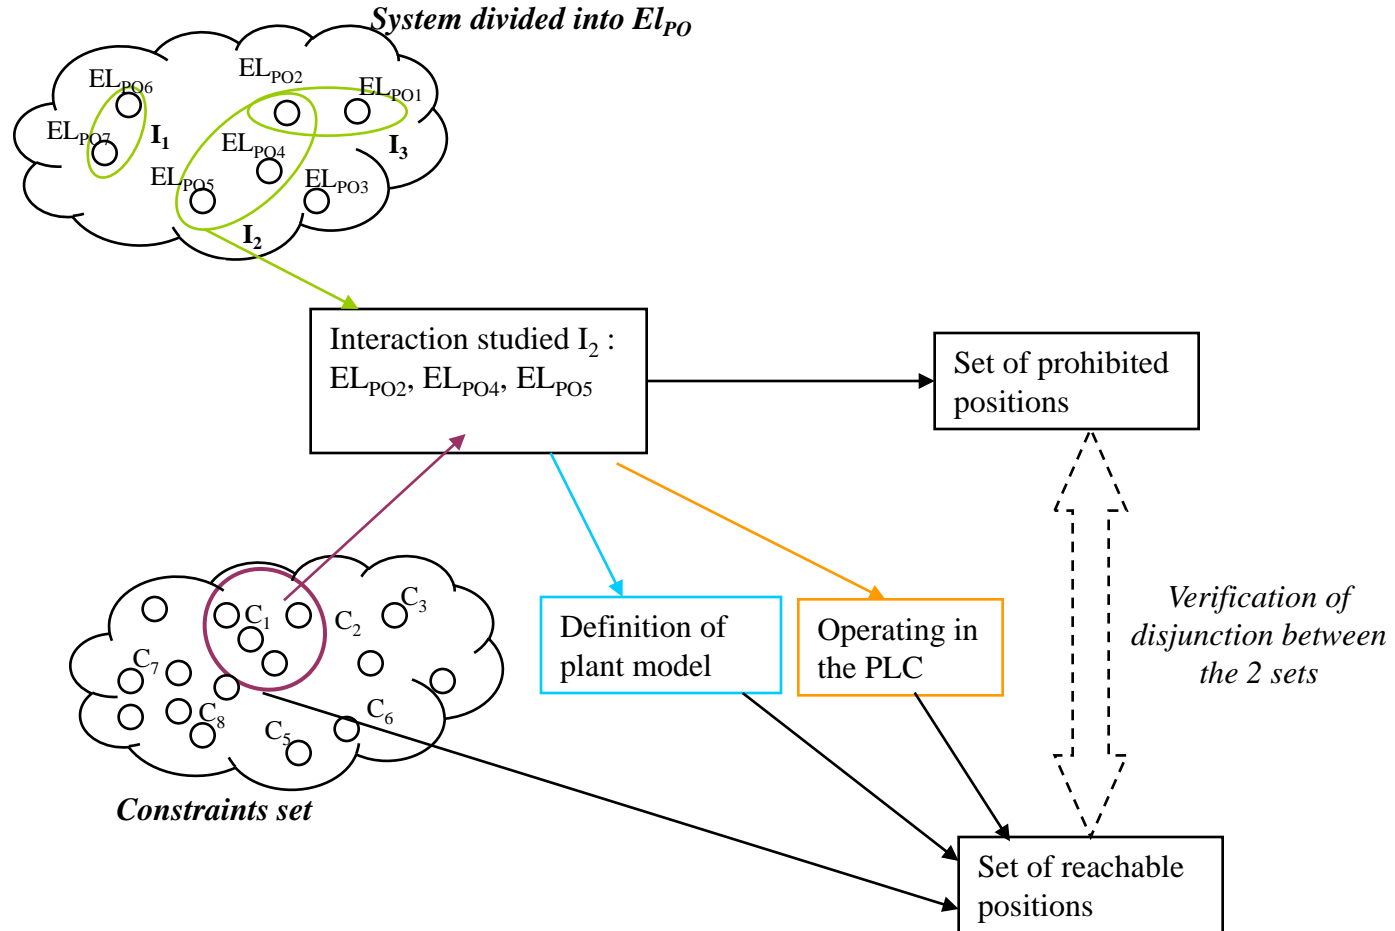 System divided into El_PO
EL_PO6
EL_PO2
EL_PO1
EL_PO7
I_1
EL_PO4
I_3
EL_PO5
EL_PO3
I_2
Interaction studied I_2 :
EL_PO2, EL_PO4, EL_PO5
Set of prohibited
positions
C_1
C_2
C_3
C_7
C_8
C_5
C_6
Constraints set
Definition of
plant model
Operating in
the PLC
Verification of
disjunction between
the 2 sets
Set of reachable
positions